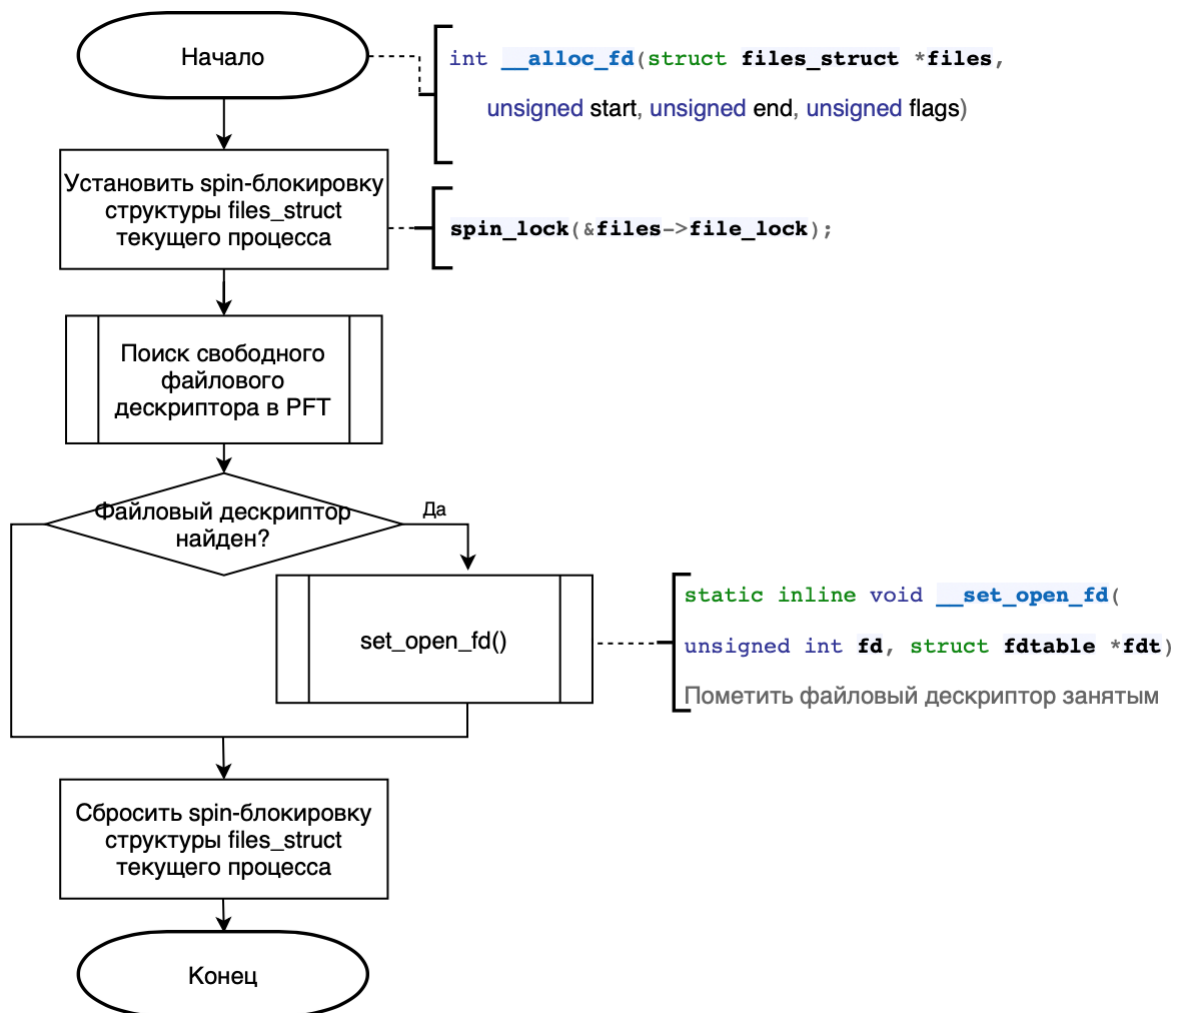 Начало
int __alloc_fd(struct files_struct *files,
unsigned start, unsigned end, unsigned flags)
Установить spin-блокировку
структуры files_struct
текущего процесса
spin_lock(&files->file_lock);
Поиск свободного
файлового
дескриптора в PFT
Файловый дескриптор
найден?
Да
set_open_fd()
static inline void __set_open_fd(
unsigned int fd, struct fdtable *fdt)
Пометить файловый дескриптор занятым
Сбросить spin-блокировку
структуры files_struct
текущего процесса
Конец